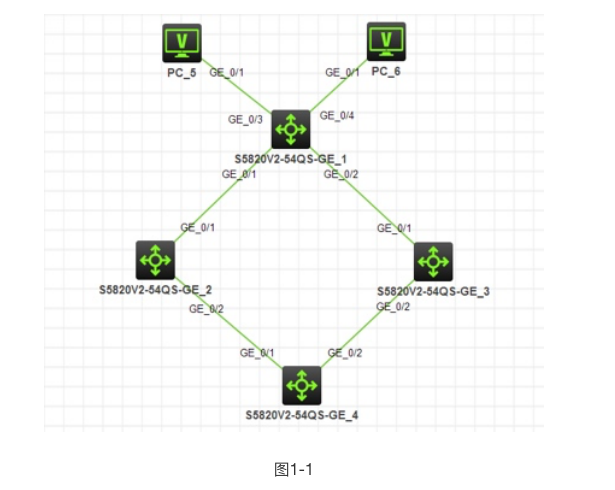 V
V
PC_5
GE_0/1
GE_0/1
PC_6
GE_0/3
GE_0/4
S5820V2-54QS-GE_1
GE_0/1
GE_0/2
GE_0/1
GE_0/1
S5820V2-54QS-GE_2
S5820V2-54QS-GE_3
GE_0/2
GE_0/2
GE_0/1
GE_0/2
S5820V2-54QS-GE_4
图1-1